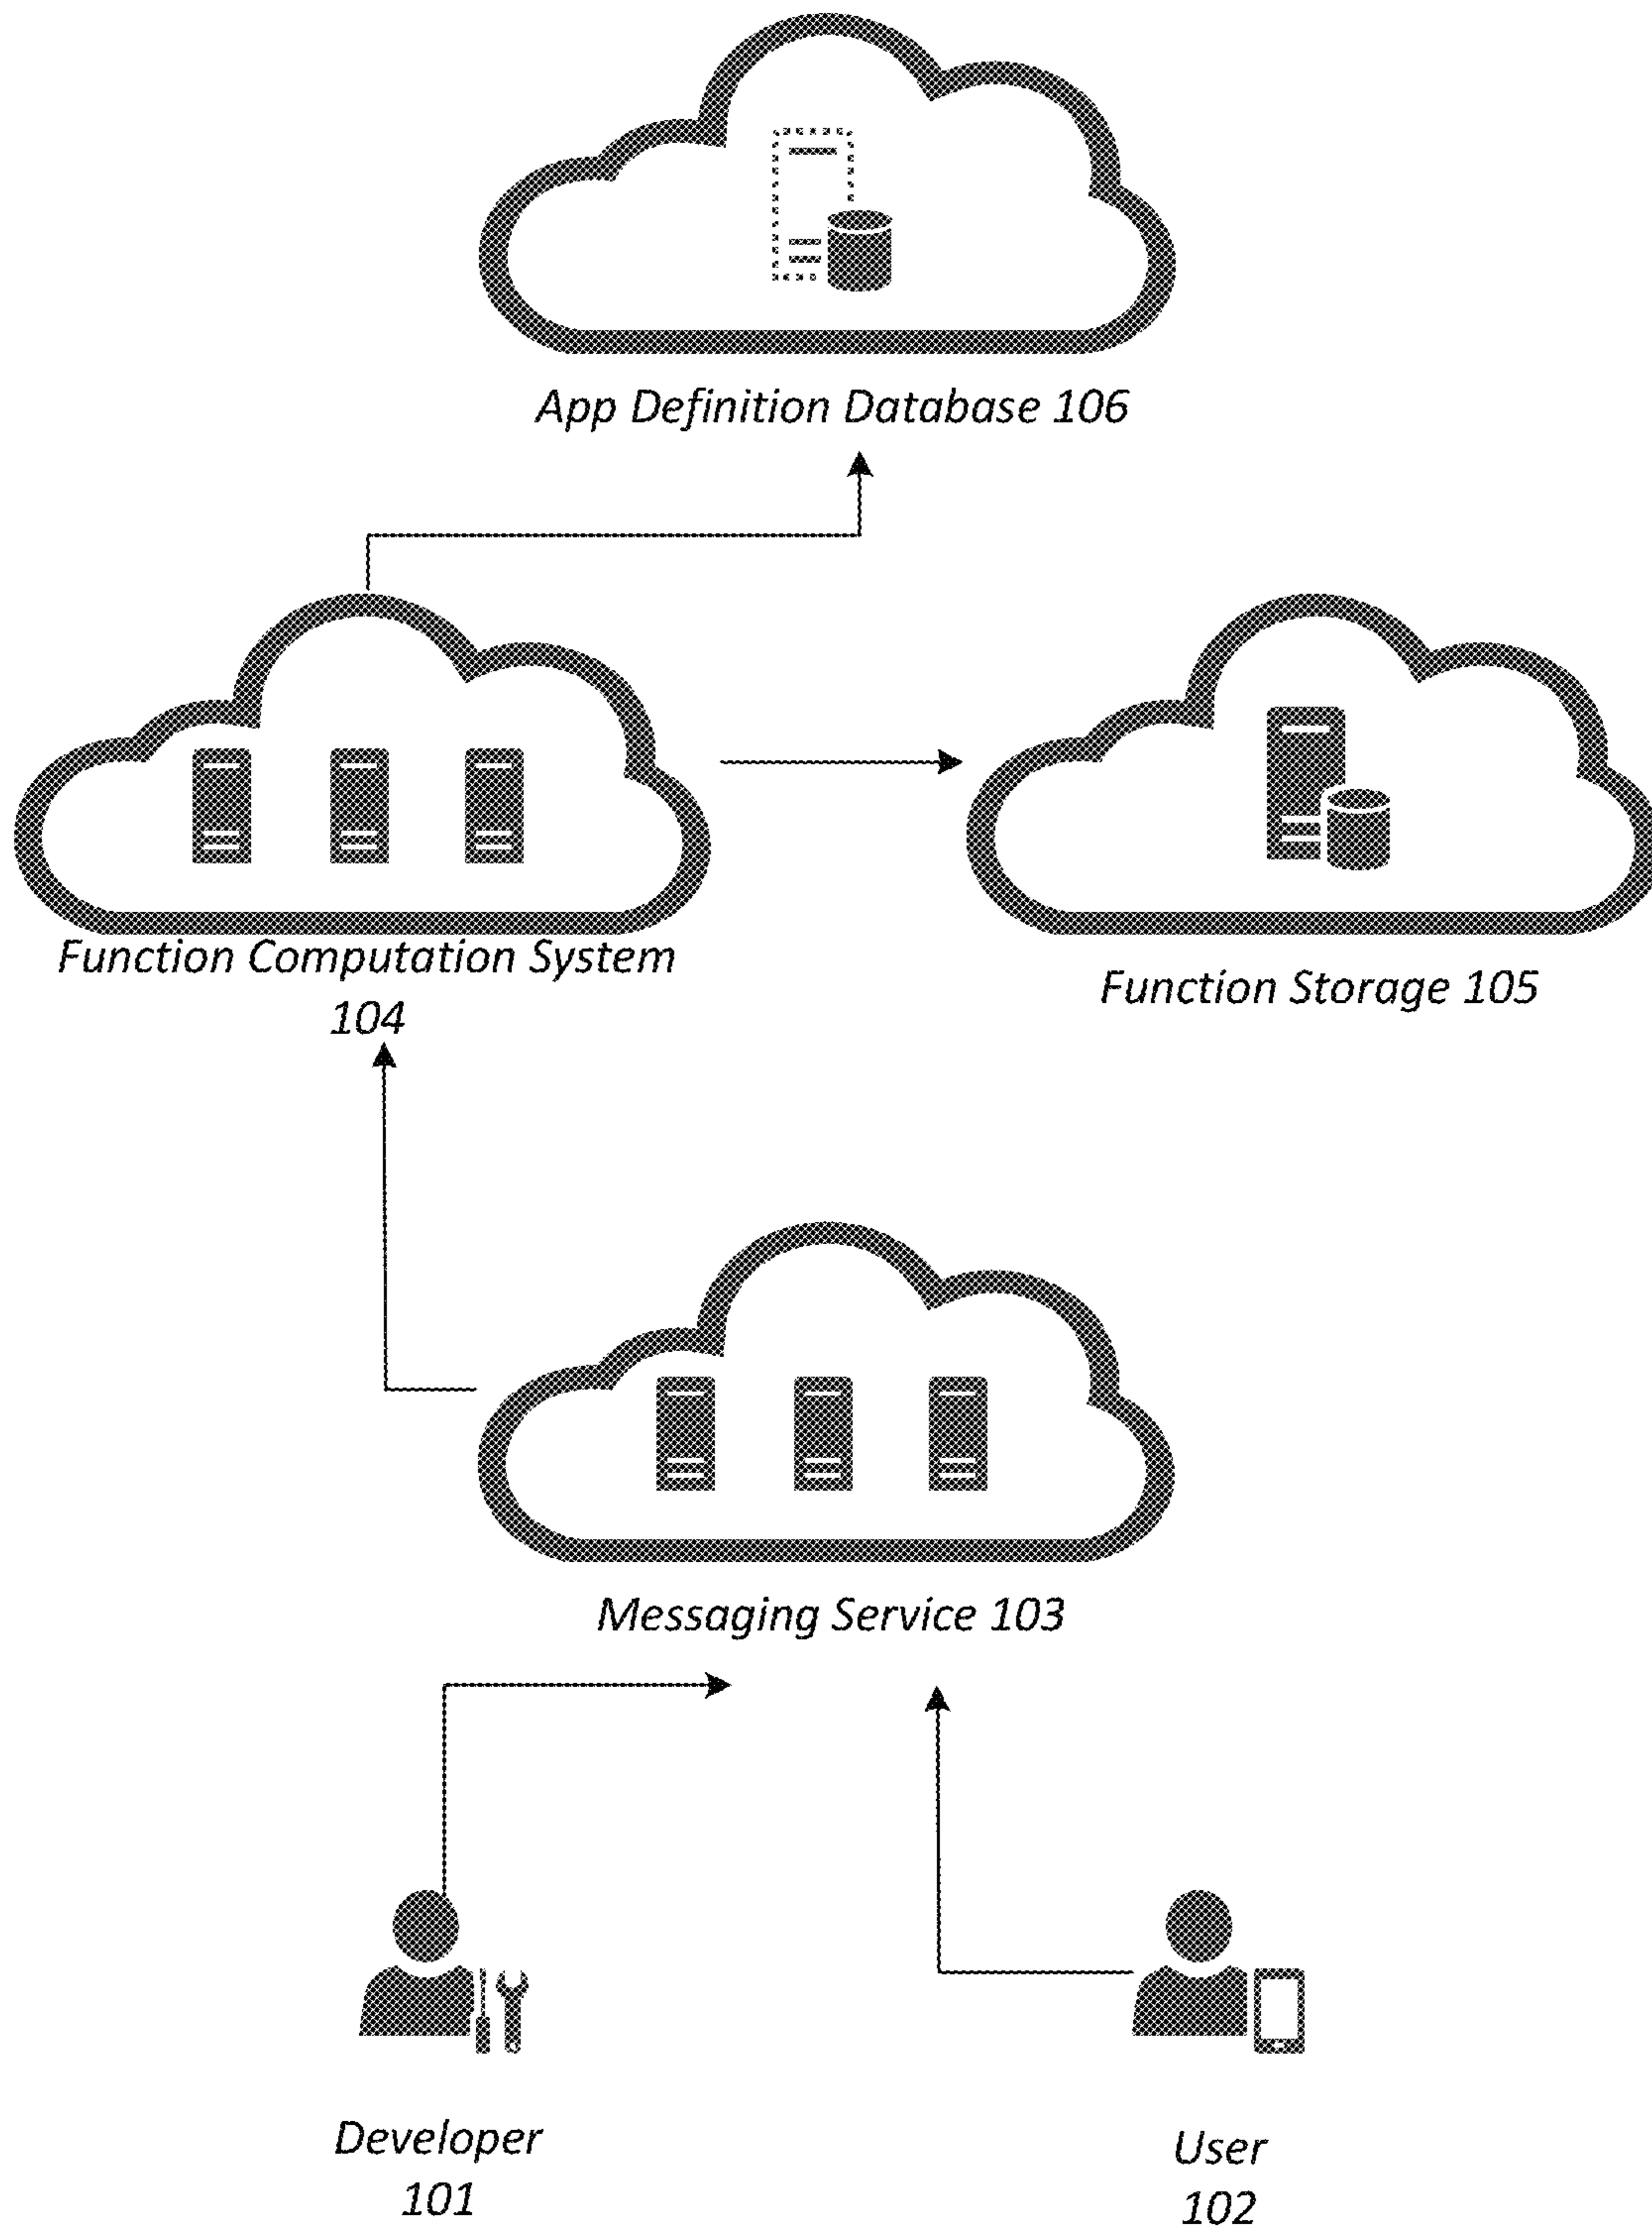 App Definition Database 106
Function Computation System
104
Function Storage 105
Messaging Service 103
Developer
101
User
102